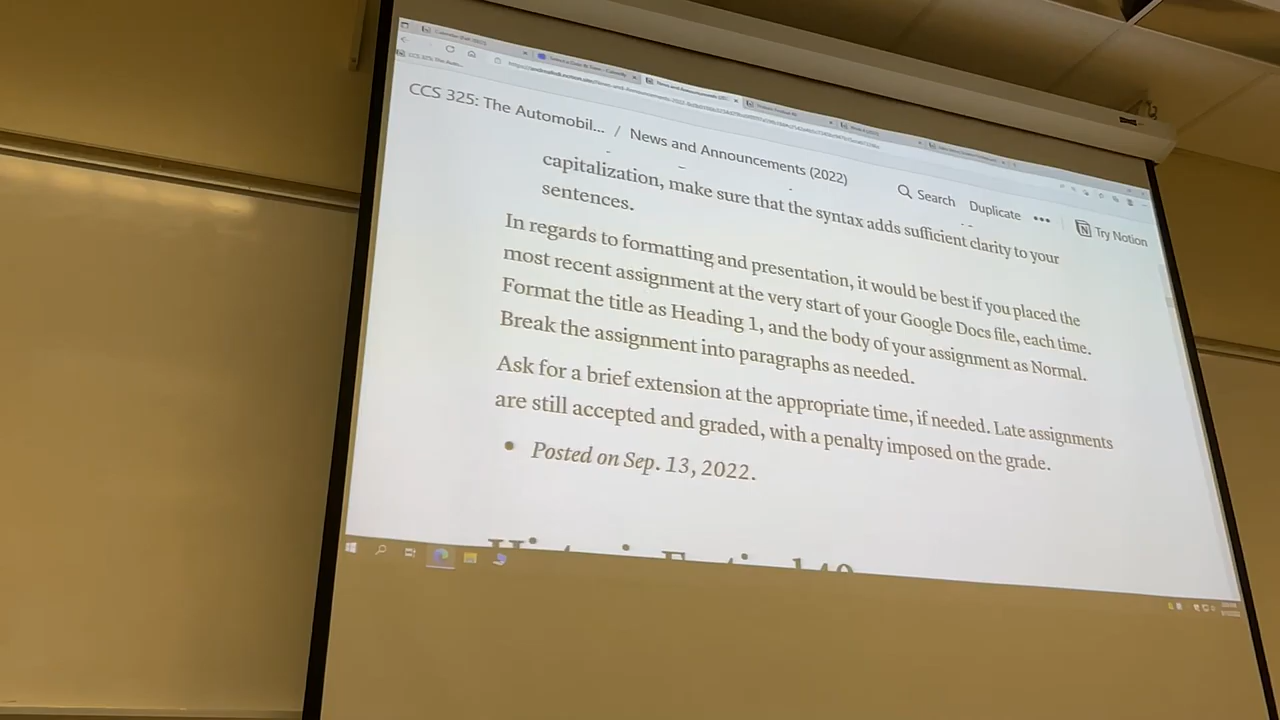 CCS 325: The Automobil... / News and Announcements (2022)
Search Duplicate ••• Try Notion
capitalization, make sure that the syntax adds sufficient clarity to your
sentences.
In regards to formatting and presentation, it would be best if you placed the
most recent assignment at the very start of your Google Docs file, each time.
Format the title as Heading 1, and the body of your assignment as Normal.
Break the assignment into paragraphs as needed.
Ask for a brief extension at the appropriate time, if needed. Late assignments
are still accepted and graded, with a penalty imposed on the grade.
• Posted on Sep. 13, 2022.